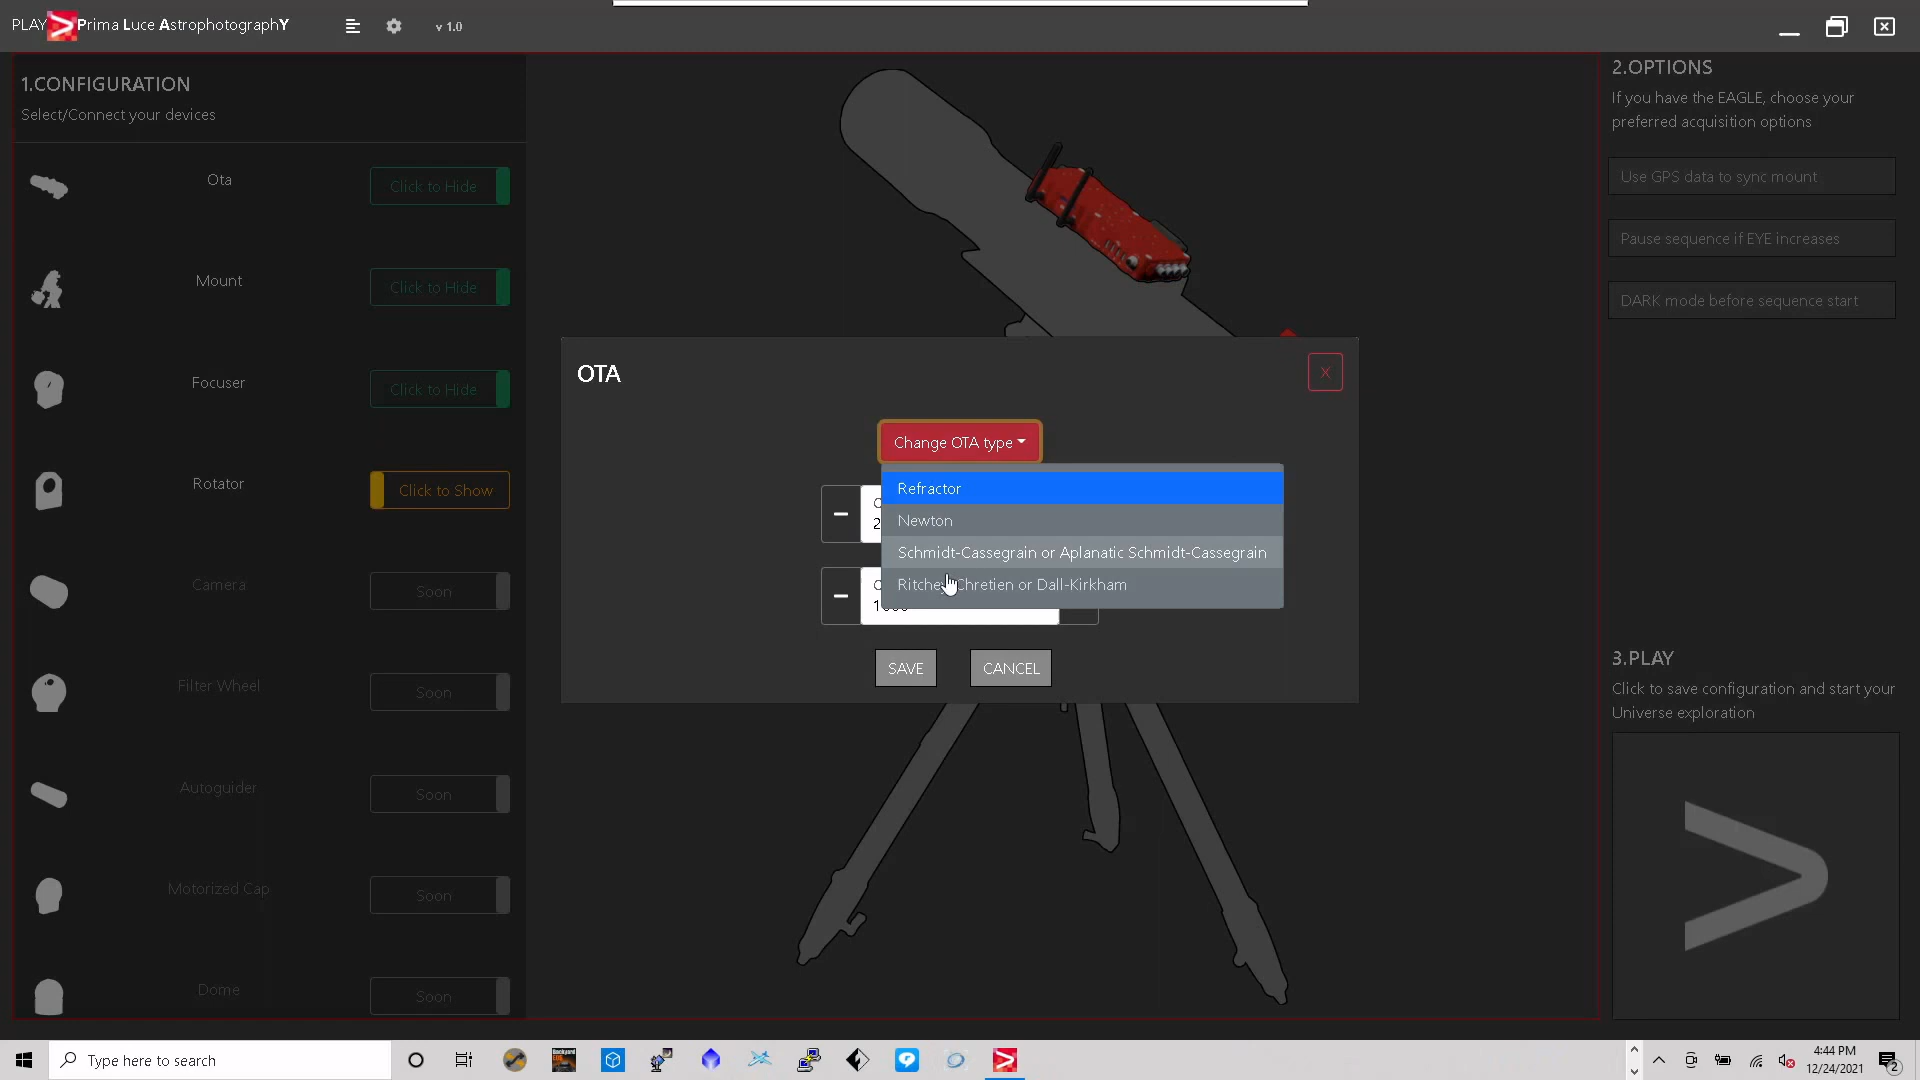 PLAY Prima Luce AstrophotographY
v 1.0
1.CONFIGURATION
Select/Connect your devices
Ota
Click to Hide
Mount
Click to Hide
Focuser
Click to Hide
Rotator
Click to Show
Camera
Soon
Filter Wheel
Soon
Autoguider
Soon
Motorized Cap
Soon
Dome
Soon
OTA
X
Change OTA type
Refractor
Newton
Schmidt-Cassegrain or Aplanatic Schmidt-Cassegrain
Ritchey-Chretien or Dall-Kirkham
SAVE
CANCEL
2.OPTIONS
If you have the EAGLE, choose your
preferred acquisition options
Use GPS data to sync mount
Pause sequence if EYE increases
DARK mode before sequence start
3.PLAY
Click to save configuration and start your
Universe exploration
Type here to search
4:44 PM
12/24/2021
2